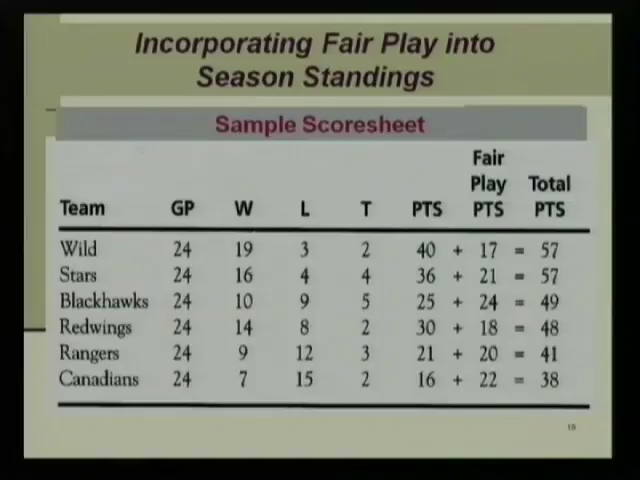 Incorporating Fair Play into
Season Standings
Sample Scoresheet
Fair
Play Total
Team GP W L T PTS PTS PTS
Wild 24 19 3 2 40 + 17 = 57
Stars 24 16 4 4 36 + 21 = 57
Blackhawks 24 10 9 5 25 + 24 = 49
Redwings 24 14 8 2 30 + 18 = 48
Rangers 24 9 12 3 21 + 20 = 41
Canadians 24 7 15 2 16 + 22 = 38